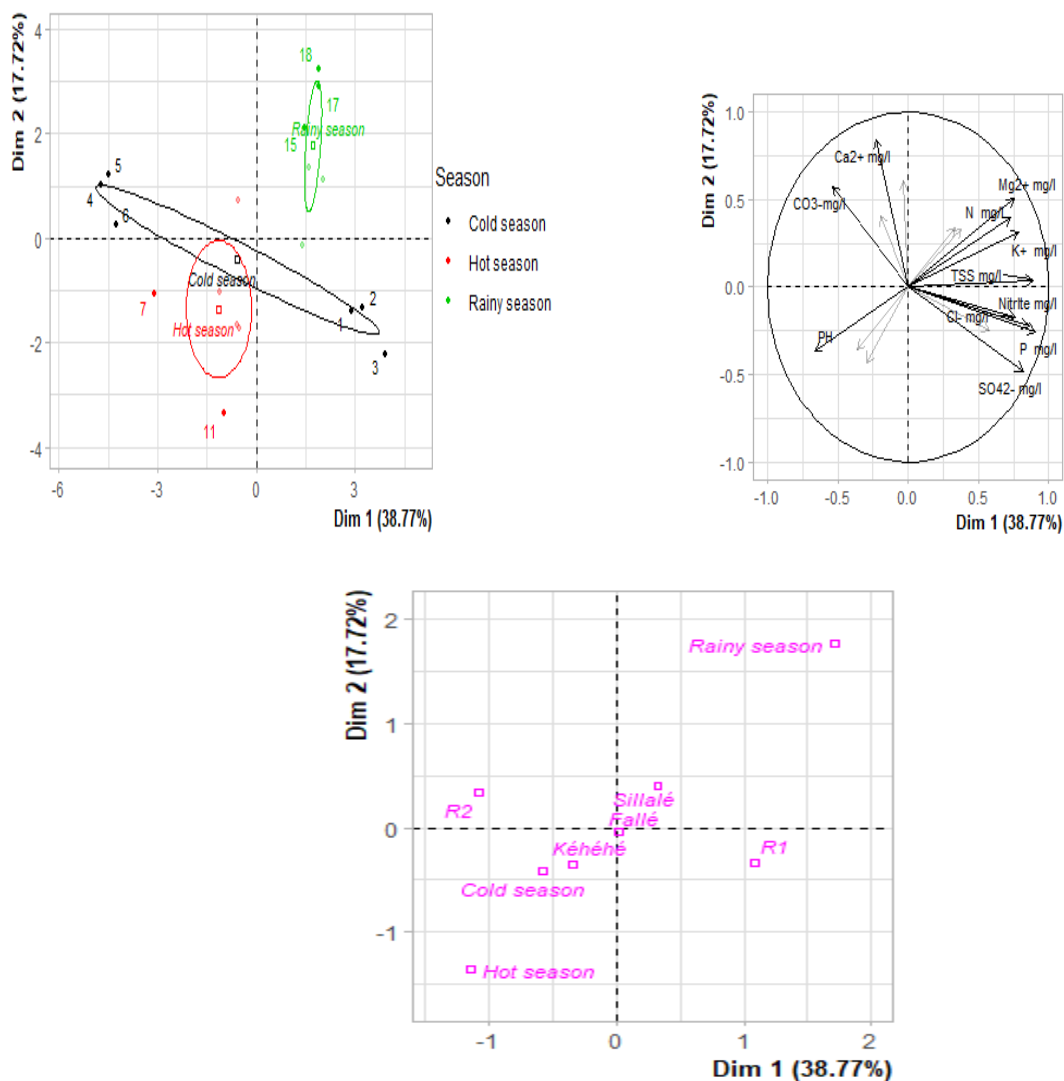 Dim 2 (17.72%)
4
2
0
-2
-4
18
17
Rainy season
15
5
4
6
Cold season
2
1
3
7
Hot season
11
-6
-3
0
3
Dim 1 (38.77%)
Season
Cold season
Hot season
Rainy season
Dim 2 (17.72%)
1.0
0.5
0.0
-0.5
-1.0
Ca2+ mg/l
CO3-mg/l
Mg2+ mg/l
N mg/l
K+ mg/l
TSS mg/l
Nitrite mg/l
Cl- mg/l
P mg/l
PH
SO42- mg/l
-1.0
-0.5
0.0
0.5
1.0
Dim 1 (38.77%)
Dim 2 (17.72%)
2
1
0
-1
Rainy season
R2
Sillalé
Fallé
Kéhéhé
R1
Cold season
Hot season
-1
0
1
2
Dim 1 (38.77%)